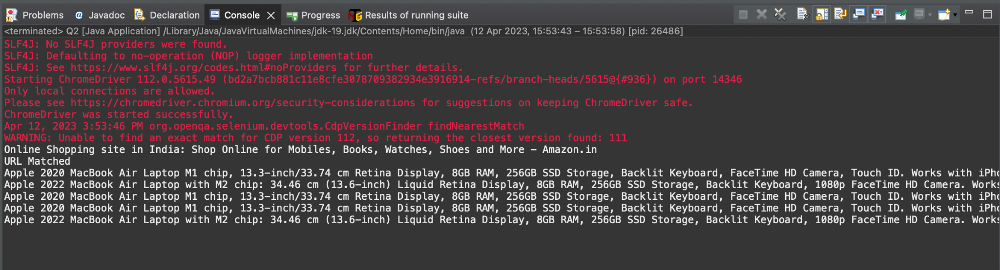 Problems @ Javadoc Declaration Console Progress Results of running suite
<terminated> Q2 [Java Application] /Library/Java/JavaVirtualMachines/jdk-19.jdk/Contents/Home/bin/java (12 Apr 2023, 15:53:43 – 15:53:58) [pid: 26486]
SLF4J: No SLF4J providers were found.
SLF4J: Defaulting to no-operation (NOP) logger implementation
SLF4J: See https://www.slf4j.org/codes.html#noProviders for further details.
Starting ChromeDriver 112.0.5615.49 (bd2a7bcb881c11e8cfe3078709382934e3916914-refs/branch-heads/5615@{#936}) on port 14346
Only local connections are allowed.
Please see https://chromedriver.chromium.org/security-considerations for suggestions on keeping ChromeDriver safe.
ChromeDriver was started successfully.
Apr 12, 2023 3:53:46 PM org.openqa.selenium.devtools.CdpVersionFinder findNearestMatch
WARNING: Unable to find an exact match for CDP version 112, so returning the closest version found: 111
Online Shopping site in India: Shop Online for Mobiles, Books, Watches, Shoes and More – Amazon.in
URL Matched
Apple 2020 MacBook Air Laptop M1 chip, 13.3-inch/33.74 cm Retina Display, 8GB RAM, 256GB SSD Storage, Backlit Keyboard, FaceTime HD Camera, Touch ID. Works with iPho
Apple 2022 MacBook Air Laptop with M2 chip: 34.46 cm (13.6-inch) Liquid Retina Display, 8GB RAM, 256GB SSD Storage, Backlit Keyboard, 1080p FaceTime HD Camera. Works
Apple 2020 MacBook Air Laptop M1 chip, 13.3-inch/33.74 cm Retina Display, 8GB RAM, 256GB SSD Storage, Backlit Keyboard, FaceTime HD Camera, Touch ID. Works with iPho
Apple 2020 MacBook Air Laptop M1 chip, 13.3-inch/33.74 cm Retina Display, 8GB RAM, 256GB SSD Storage, Backlit Keyboard, FaceTime HD Camera, Touch ID. Works with iPho
Apple 2022 MacBook Air Laptop with M2 chip: 34.46 cm (13.6-inch) Liquid Retina Display, 8GB RAM, 256GB SSD Storage, Backlit Keyboard, 1080p FaceTime HD Camera. Works